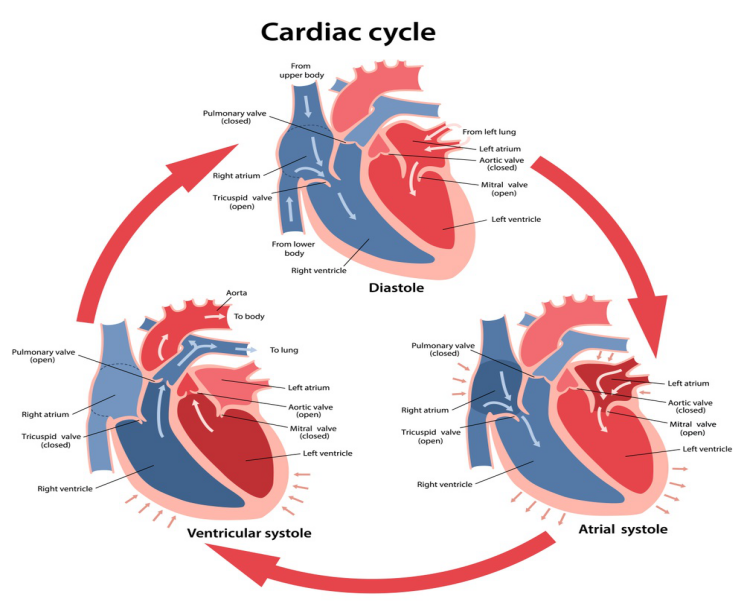 Cardiac cycle
From
upper body
Pulmonary valve
(closed)
From left lung
Left atrium
Aortic valve
(closed)
Right atrium
Mitral valve
(open)
Tricuspid valve
(open)
Left ventricle
From lower
body
Right ventricle
Diastole
Aorta
To body
Pulmonary valve
(open)
To lung
Left atrium
Right atrium
Aortic valve
(open)
Tricuspid valve
(closed)
Mitral valve
(closed)
Left ventricle
Right ventricle
Ventricular systole
Pulmonary valve
(closed)
Left atrium
Right atrium
Aortic valve
(closed)
Tricuspid valve
(open)
Mitral valve
(open)
Left ventricle
Right ventricle
Atrial systole